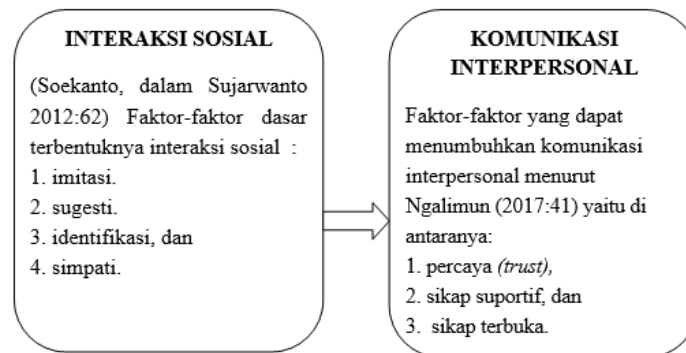 INTERAKSI SOSIAL
(Soekanto, dalam Sujarwanto
2012:62) Faktor-faktor dasar
terbentuknya interaksi sosial :
1. imitasi.
2. sugesti.
3. identifikasi, dan
4. simpati.
KOMUNIKASI
INTERPERSONAL
Faktor-faktor yang dapat
menumbuhkan komunikasi
interpersonal menurut
Ngalimun (2017:41) yaitu di
antaranya:
1. percaya (trust),
2. sikap suportif, dan
3. sikap terbuka.